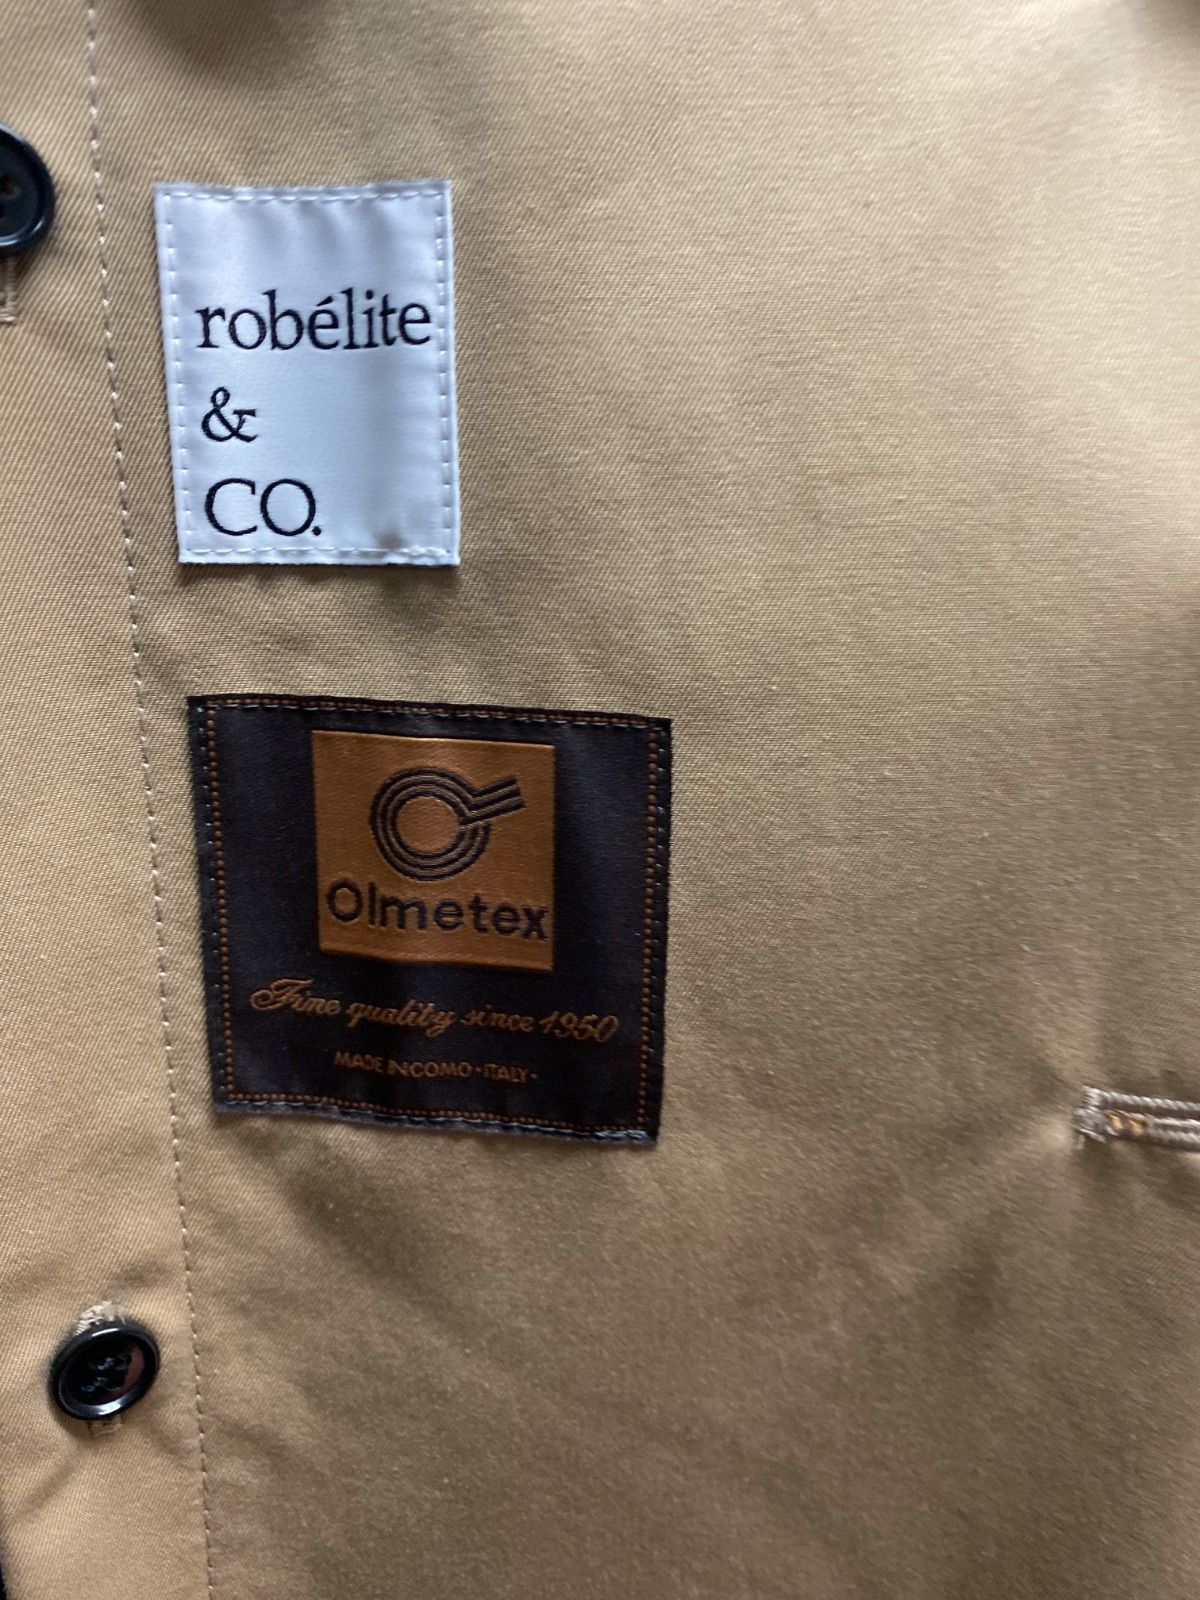 robélite
&
CO.
Olmetex
Fine quality since 1950
MADE IN COMO · ITALY ·